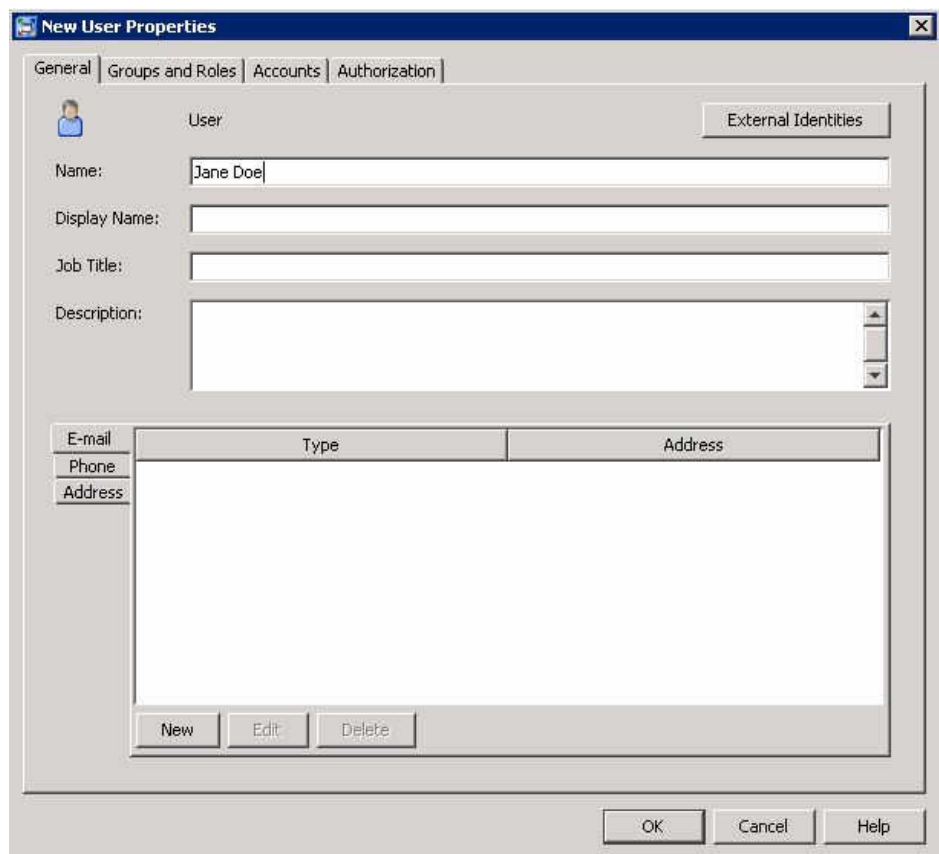 New User Properties
General Groups and Roles Accounts Authorization
User External Identities
Name: Jane Doe
Display Name:
Job Title:
Description:
E-mail Type Address
Phone
Address
New Edit Delete
OK Cancel Help